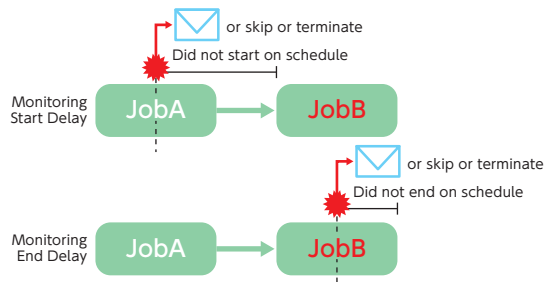 or skip or terminate
Did not start on schedule
Monitoring
Start Delay
JobA
JobB
or skip or terminate
Did not end on schedule
Monitoring
End Delay
JobA
JobB